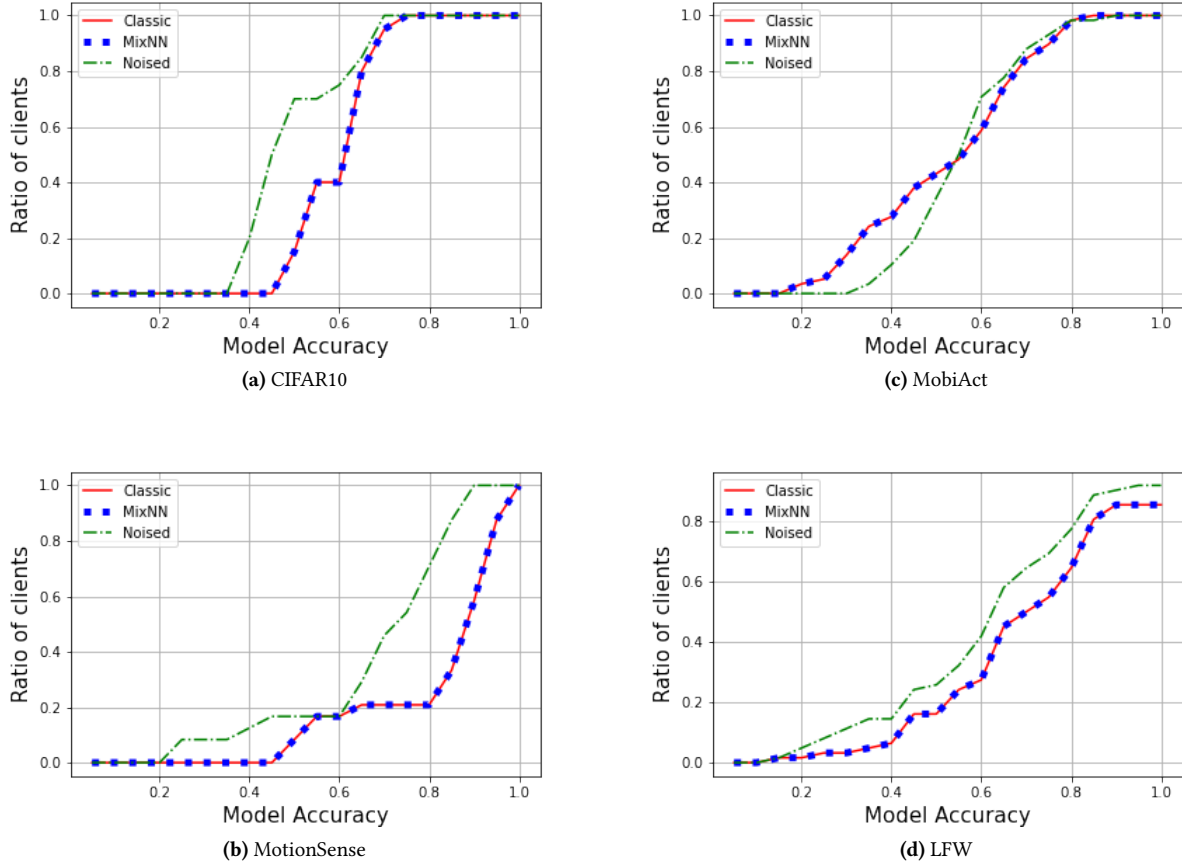 1.0
0.8
0.6
0.4
0.2
0.0
Ratio of clients
Classic
MixNN
Noised
0.2 0.4 0.6 0.8 1.0
Model Accuracy
(a) CIFAR10
1.0
0.8
0.6
0.4
0.2
0.0
Ratio of clients
Classic
MixNN
Noised
0.2 0.4 0.6 0.8 1.0
Model Accuracy
(c) MobiAct
1.0
0.8
0.6
0.4
0.2
0.0
Ratio of clients
Classic
MixNN
Noised
0.2 0.4 0.6 0.8 1.0
Model Accuracy
(b) MotionSense
0.8
0.6
0.4
0.2
0.0
Ratio of clients
Classic
MixNN
Noised
0.2 0.4 0.6 0.8 1.0
Model Accuracy
(d) LFW